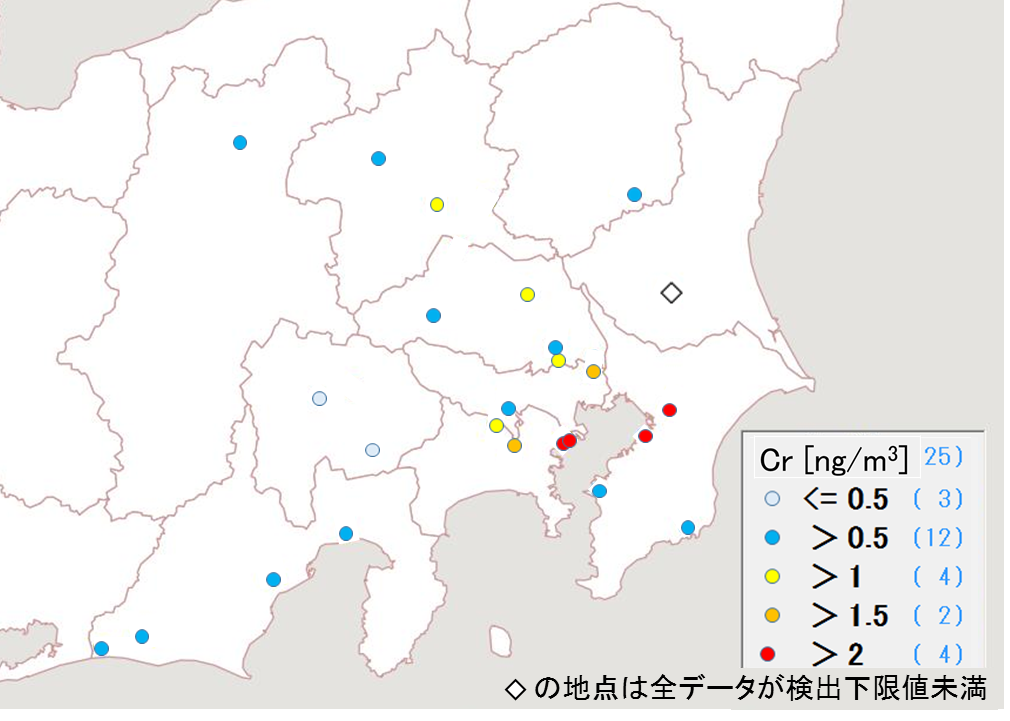 Cr [ng/m³] 25)
<= 0.5 ( 3)
> 0.5 (12)
> 1 ( 4)
> 1.5 ( 2)
> 2 ( 4)
◇の地点は全データが検出下限値未満